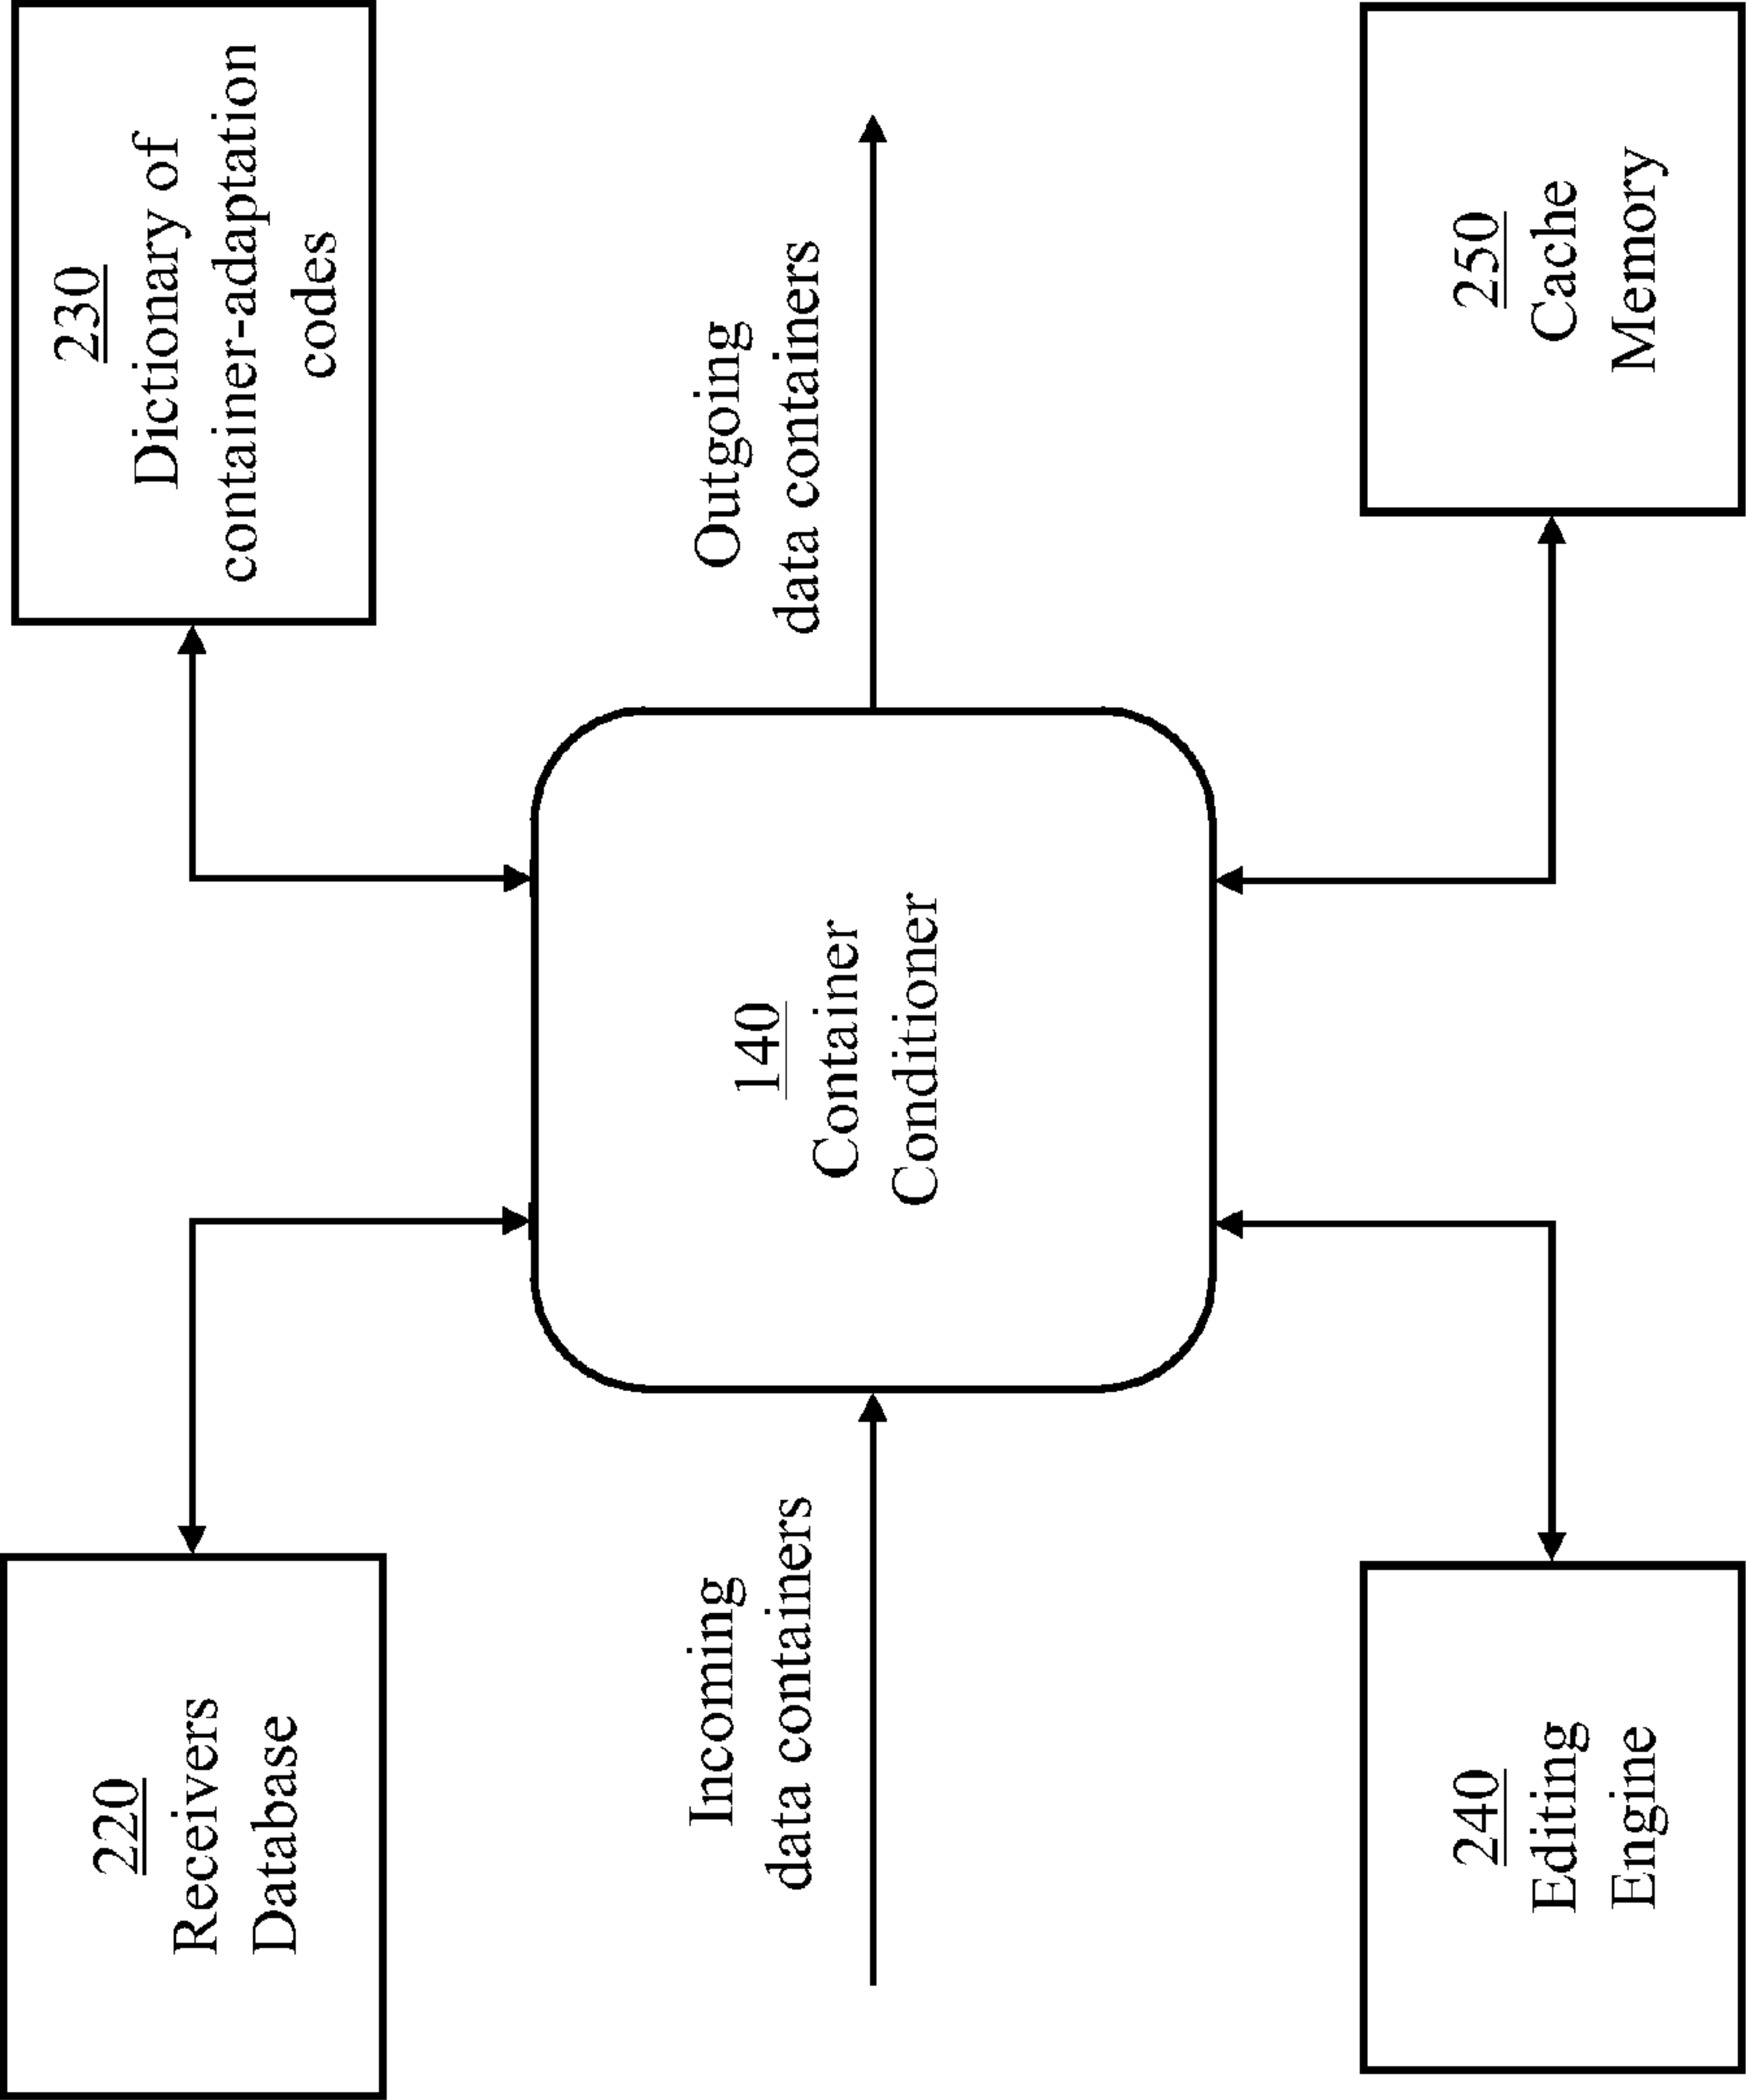 220
Receivers
Database
230
Dictionary of
container-adaptation
codes
Incoming
data containers
140
Container
Conditioner
Outgoing
data containers
240
Editing
Engine
250
Cache
Memory